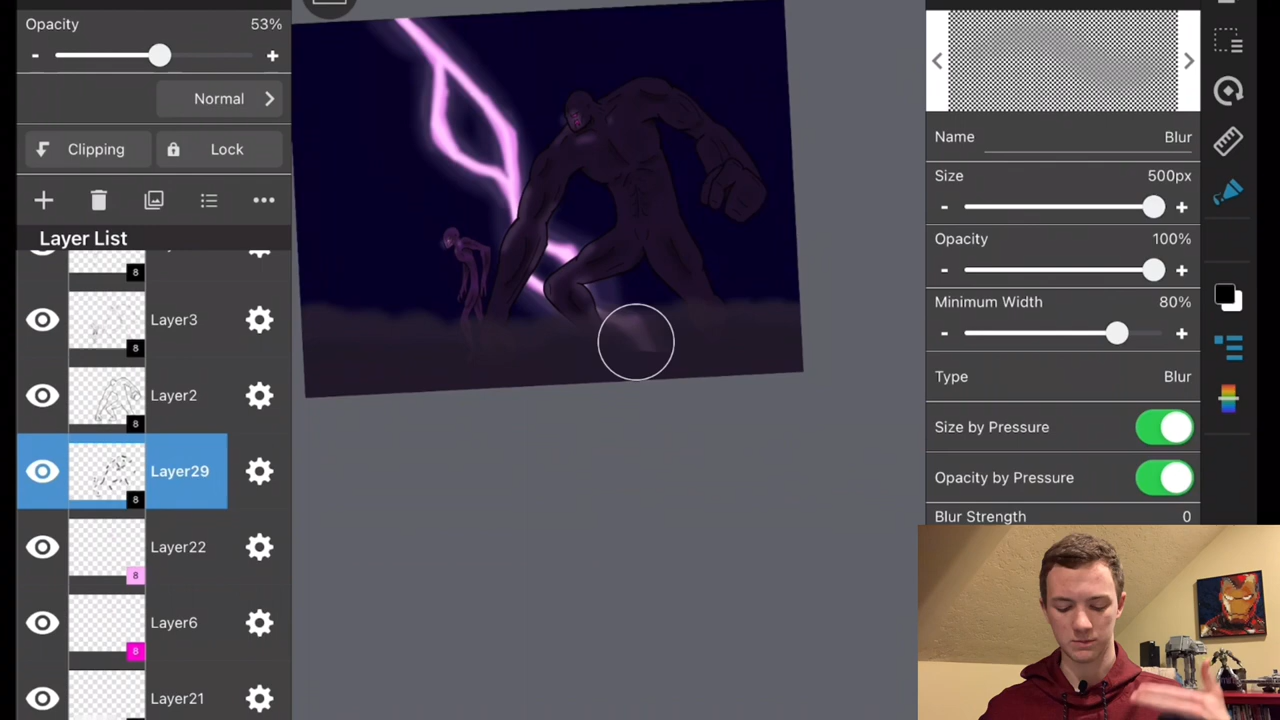 Opacity 53%
- +
Normal >
Clipping Lock
Layer List
8
Layer3
8
Layer2
8
Layer29
8
Layer22
8
Layer6
8
Layer21
Name Blur
Size 500px
- +
Opacity 100%
- +
Minimum Width 80%
- +
Type Blur
Size by Pressure
Opacity by Pressure
Blur Strength 0